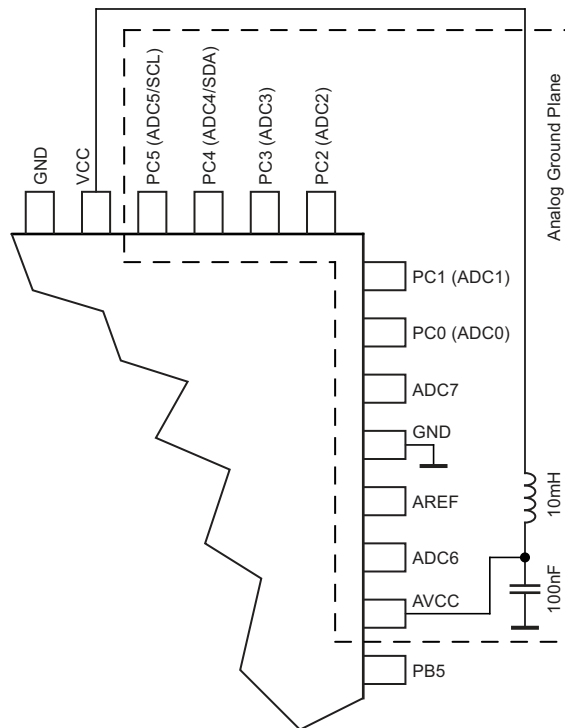 GND
VCC
PC5 (ADC5/SCL)
PC4 (ADC4/SDA)
PC3 (ADC3)
PC2 (ADC2)
Analog Ground Plane
PC1 (ADC1)
PC0 (ADC0)
ADC7
GND
AREF
ADC6
AVCC
PB5
10mH
100nF